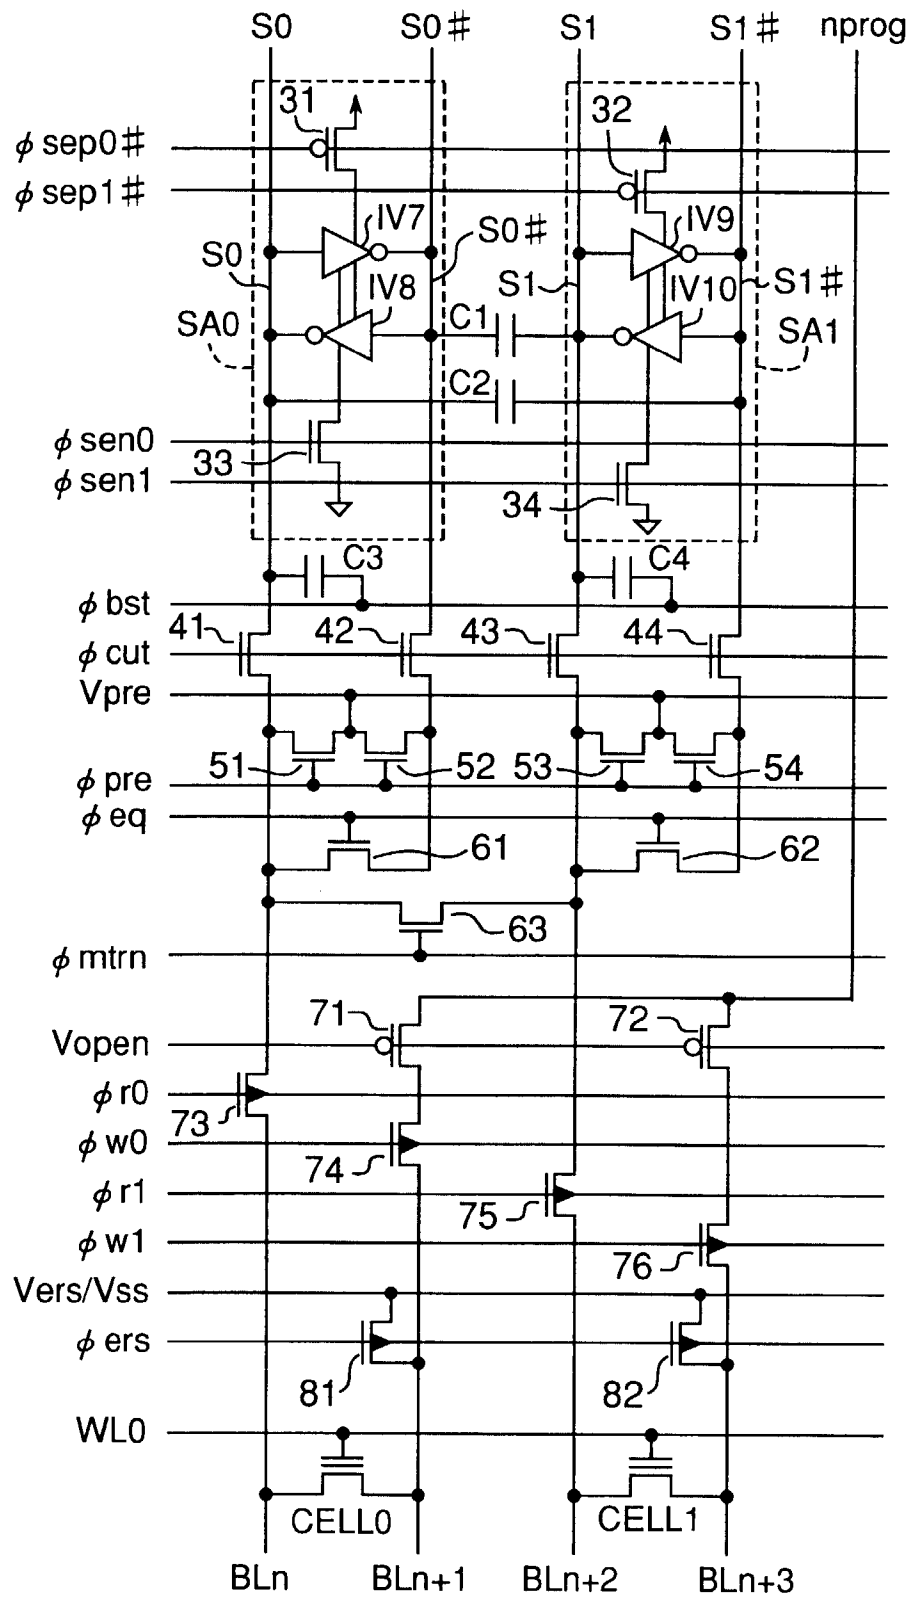 S0 S0# S1 S1# nprog
31 32
φ sep0#
φ sep1#
IV7 IV9
S0 S0# S1 S1#
IV8 IV10
SA0 C1 SA1
C2
φ sen0
33
φ sen1 34
C3 C4
φ bst
41 42 43 44
φ cut
Vpre
51 52 53 54
φ pre
φ eq
61 62
63
φ mtrn
71 72
Vopen
φ r0
73
φ w0
74
φ r1
75
φ w1
76
Vers/Vss
φ ers
81 82
WL0
CELL0 CELL1
BLn BLn+1 BLn+2 BLn+3